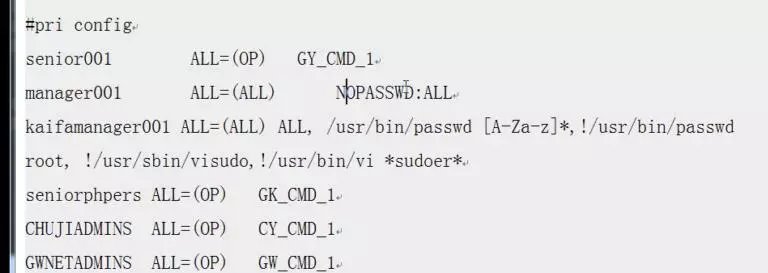 #pri config
senior001 ALL=(OP) GY_CMD_1
manager001 ALL=(ALL) NOPASSWD:ALL
kaifamanager001 ALL=(ALL) ALL, /usr/bin/passwd [A-Za-z]*,!/usr/bin/passwd
root, !/usr/sbin/visudo,!/usr/bin/vi *sudoer*
seniorphpers ALL=(OP) GK_CMD_1
CHUJIADMINS ALL=(OP) CY_CMD_1
GWNETADMINS ALL=(OP) GW_CMD_1